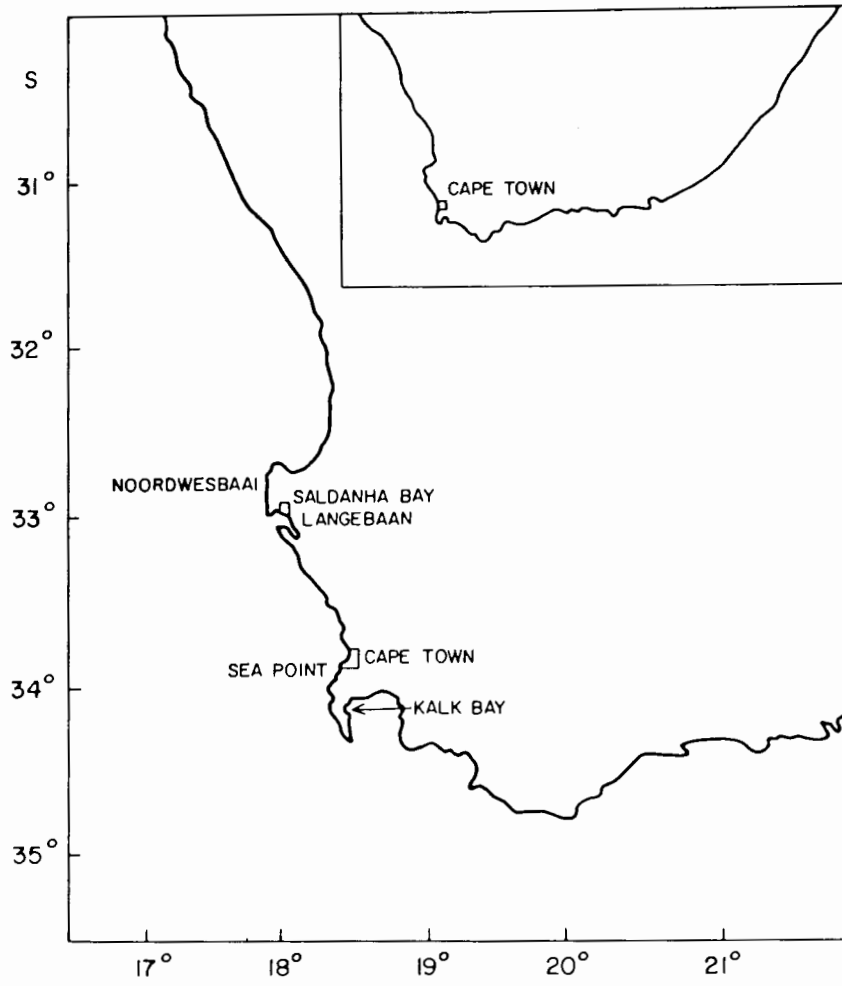 S
CAPE TOWN
31°
32°
NOORDWESBAAI
SALDANHA BAY
LANGEBAAN
33°
CAPE TOWN
SEA POINT
34°
KALK BAY
35°
17°
18°
19°
20°
21°